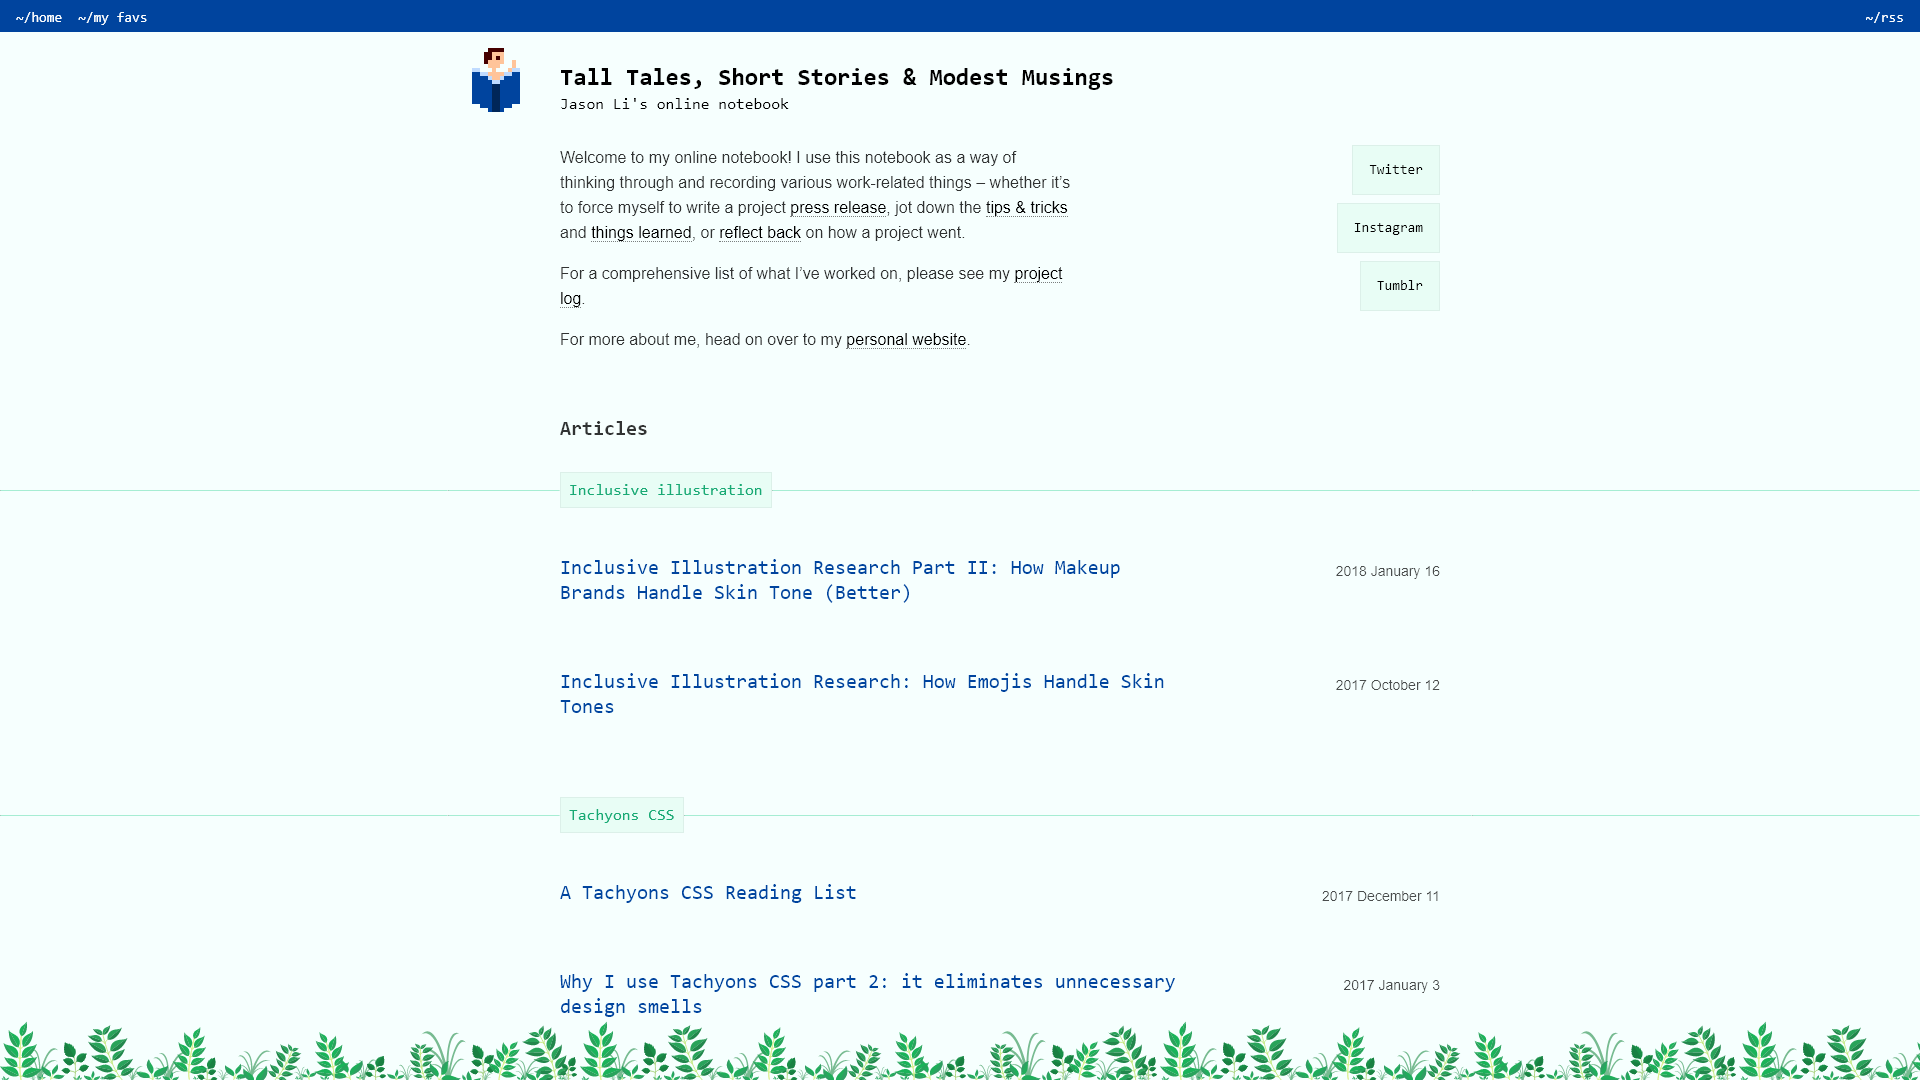 ~/home ~/my favs ~/rss
Tall Tales, Short Stories & Modest Musings
Jason Li's online notebook
Welcome to my online notebook! I use this notebook as a way of
thinking through and recording various work-related things – whether it’s
to force myself to write a project press release, jot down the tips & tricks
and things learned, or reflect back on how a project went.
For a comprehensive list of what I’ve worked on, please see my project
log.
For more about me, head on over to my personal website.
Twitter
Instagram
Tumblr
Articles
Inclusive illustration
Inclusive Illustration Research Part II: How Makeup
Brands Handle Skin Tone (Better)
2018 January 16
Inclusive Illustration Research: How Emojis Handle Skin
Tones
2017 October 12
Tachyons CSS
A Tachyons CSS Reading List
2017 December 11
Why I use Tachyons CSS part 2: it eliminates unnecessary
design smells
2017 January 3